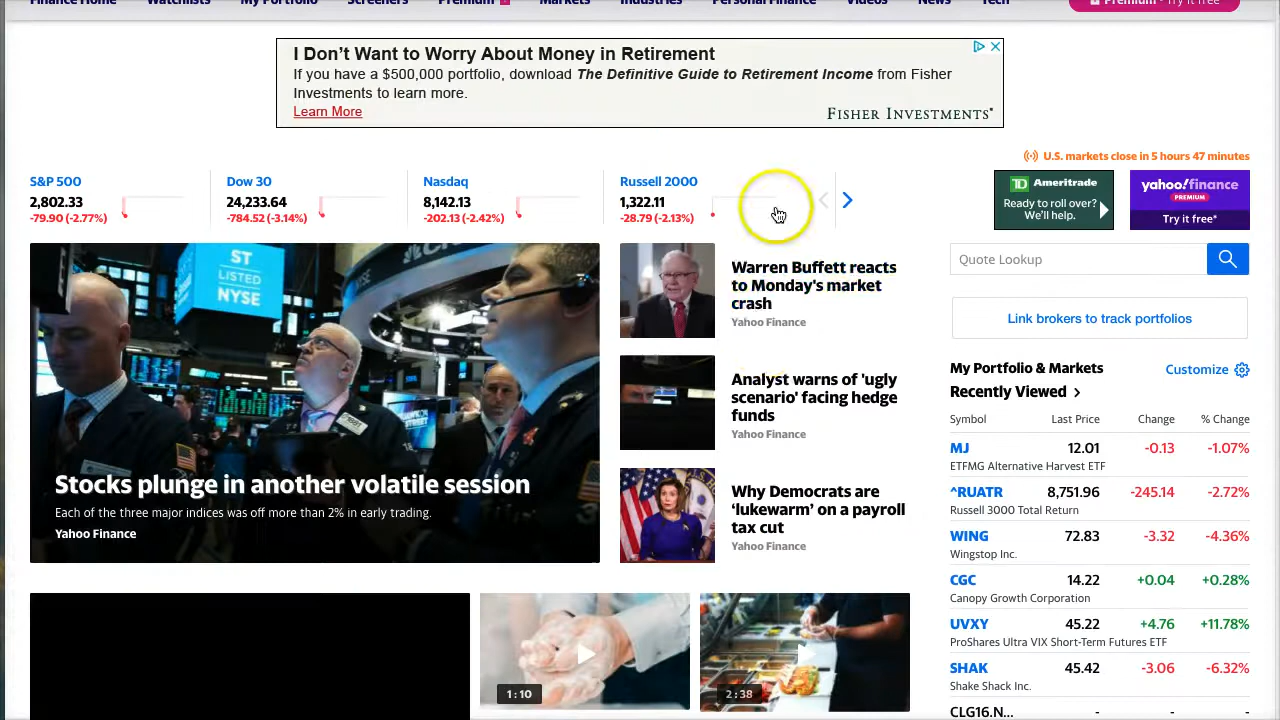 Finance Home Watchlists My Portfolio Screeners Premium Markets Industries Personal Finance Videos News Tech
Premium - Try it free
I Don't Want to Worry About Money in Retirement
If you have a $500,000 portfolio, download The Definitive Guide to Retirement Income from Fisher
Investments to learn more.
Learn More
FISHER INVESTMENTS®
U.S. markets close in 5 hours 47 minutes
S&P 500
2,802.33
-79.90 (-2.77%)
Dow 30
24,233.64
-784.52 (-3.14%)
Nasdaq
8,142.13
-202.13 (-2.42%)
Russell 2000
1,322.11
-28.79 (-2.13%)
TD Ameritrade
Ready to roll over?
We'll help.
yahoo!finance
PREMIUM
Try it free*
ST
LISTED
NYSE
CNBC
Stocks plunge in another volatile session
Each of the three major indices was off more than 2% in early trading.
Yahoo Finance
Warren Buffett reacts
to Monday's market
crash
Yahoo Finance
Analyst warns of 'ugly
scenario' facing hedge
funds
Yahoo Finance
Why Democrats are
‘lukewarm’ on a payroll
tax cut
Yahoo Finance
Quote Lookup
Link brokers to track portfolios
My Portfolio & Markets
Customize
Recently Viewed >
Symbol Last Price Change % Change
MJ 12.01 -0.13 -1.07%
ETFMG Alternative Harvest ETF
^RUATR 8,751.96 -245.14 -2.72%
Russell 3000 Total Return
WING 72.83 -3.32 -4.36%
Wingstop Inc.
CGC 14.22 +0.04 +0.28%
Canopy Growth Corporation
UVXY 45.22 +4.76 +11.78%
ProShares Ultra VIX Short-Term Futures ETF
SHAK 45.42 -3.06 -6.32%
Shake Shack Inc.
CLG16.N... - - -
1:10
2:38